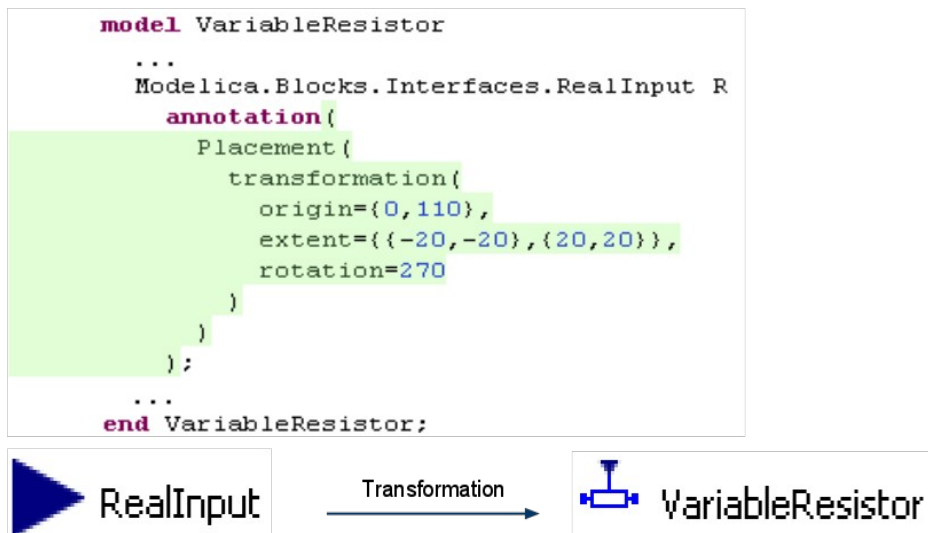 model VariableResistor
...
Modelica.Blocks.Interfaces.RealInput R
annotation(
Placement(
transformation(
origin={0,110},
extent={{-20,-20},{20,20}},
rotation=270
)
)
);
...
end VariableResistor;
RealInput
Transformation
VariableResistor